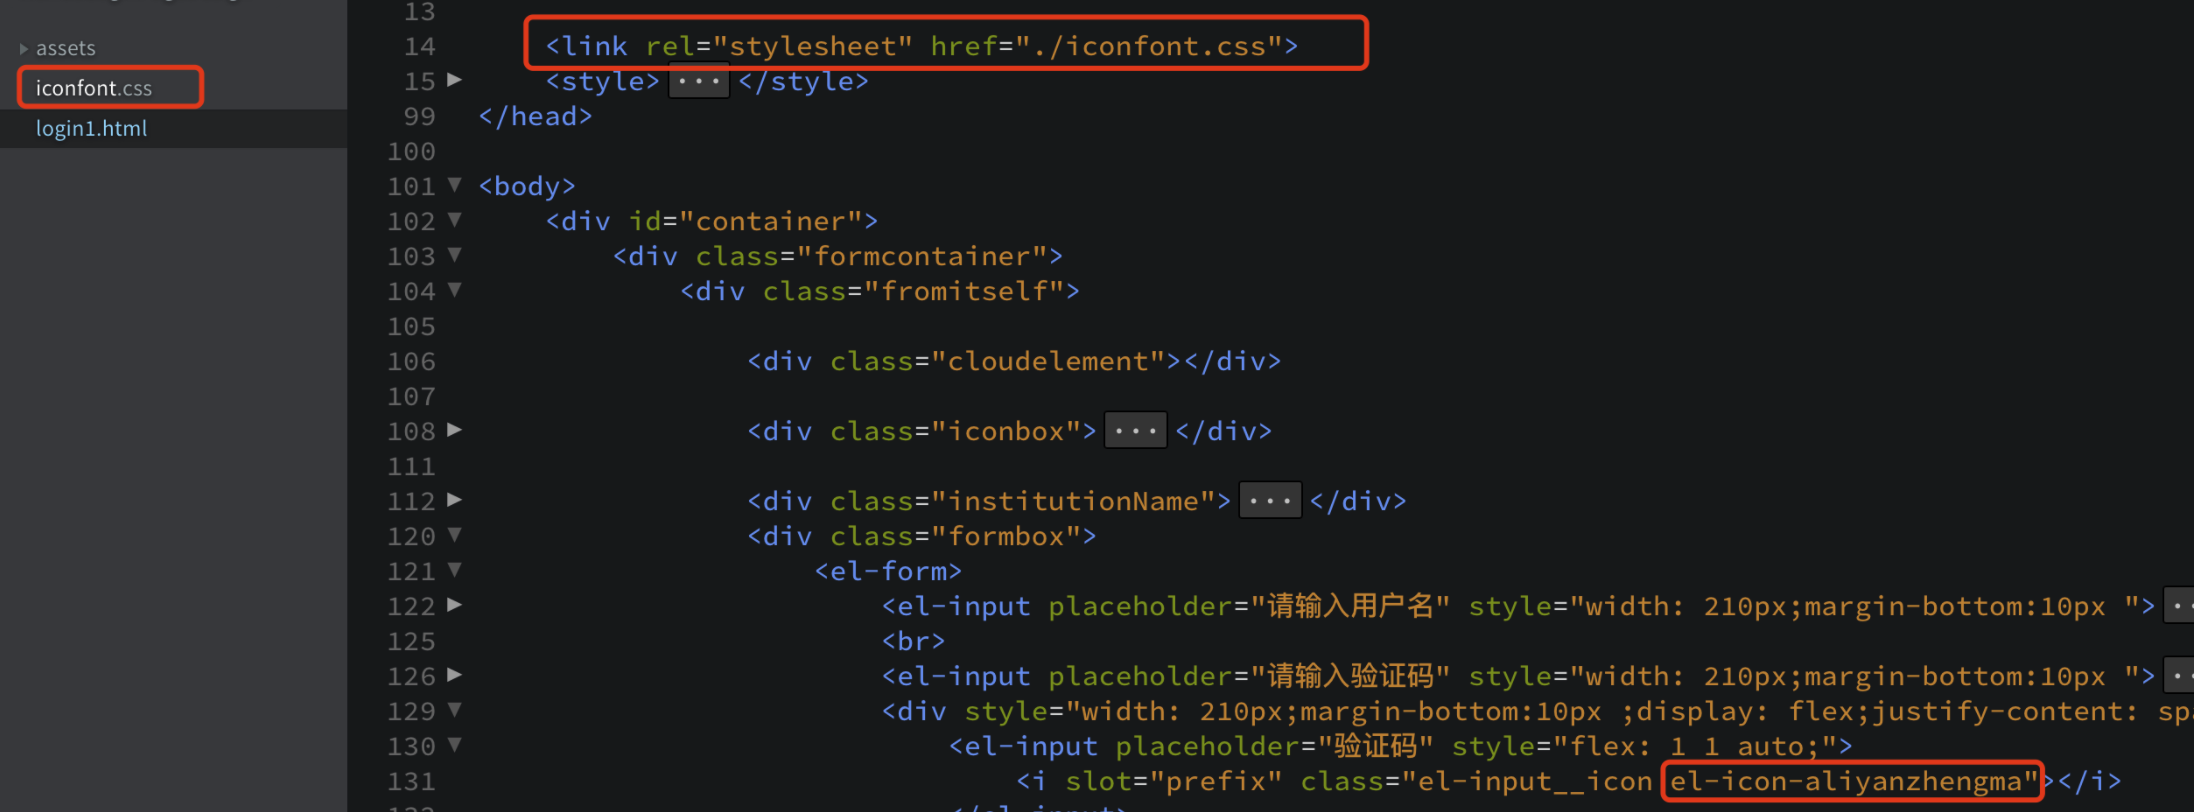 assets
iconfont.css
login1.html
13
14 <link rel="stylesheet" href="./iconfont.css">
15 <style> ... </style>
99 </head>
100
101 <body>
102 <div id="container">
103 <div class="formcontainer">
104 <div class="fromitself">
105
106 <div class="cloudelement"></div>
107
108 <div class="iconbox"> ... </div>
111
112 <div class="institutionName"> ... </div>
120 <div class="formbox">
121 <el-form>
122 <el-input placeholder="请输入用户名" style="width: 210px;margin-bottom:10px "> ..
125 <br>
126 <el-input placeholder="请输入验证码" style="width: 210px;margin-bottom:10px "> ..
129 <div style="width: 210px;margin-bottom:10px ;display: flex;justify-content: sp
130 <el-input placeholder="验证码" style="flex: 1 1 auto;">
131 <i slot="prefix" class="el-input__icon el-icon-aliyanzhengma"></i>